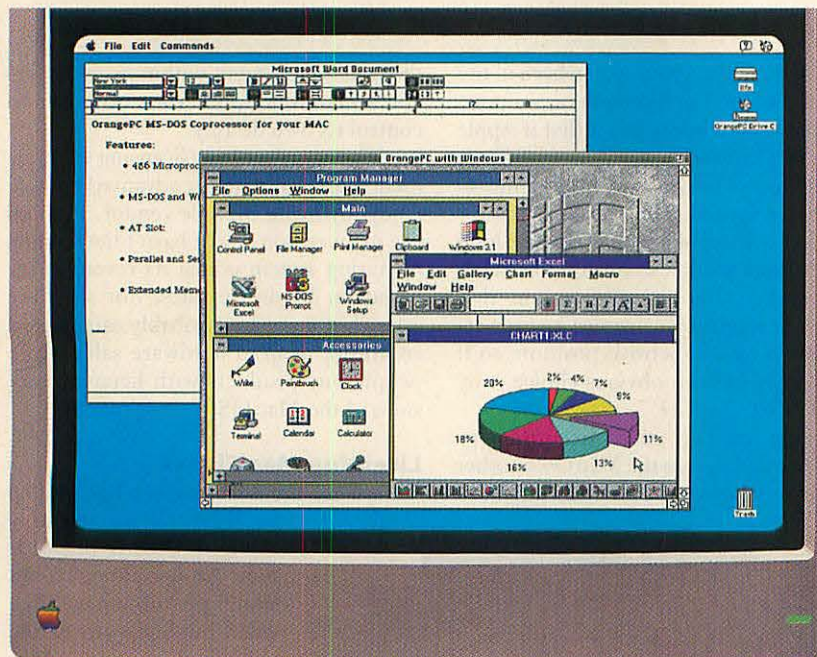 File Edit Commands
Microsoft Word Document
New York
12
Normal
OrangePC MS-DOS Coprocessor for your MAC
Features:
• 486 Microproc
• MS-DOS and W
• AT Slot:
• Parallel and Se
• Extended Mem
OrangePC Drive C
OrangePC with Windows
Program Manager
File Options Window Help
Main
Control Panel File Manager Print Manager Clipboard Windows 3.1
Microsoft Excel
MS-DOS Prompt
Windows Setup
Accessories
Write Paintbrush Clock
Terminal Calendar Calculator
Microsoft Excel
File Edit Gallery Chart Format Macro
Window Help
CHART1.XLC
20% 2% 4% 7%
11%
18%
16%
13%
Trash